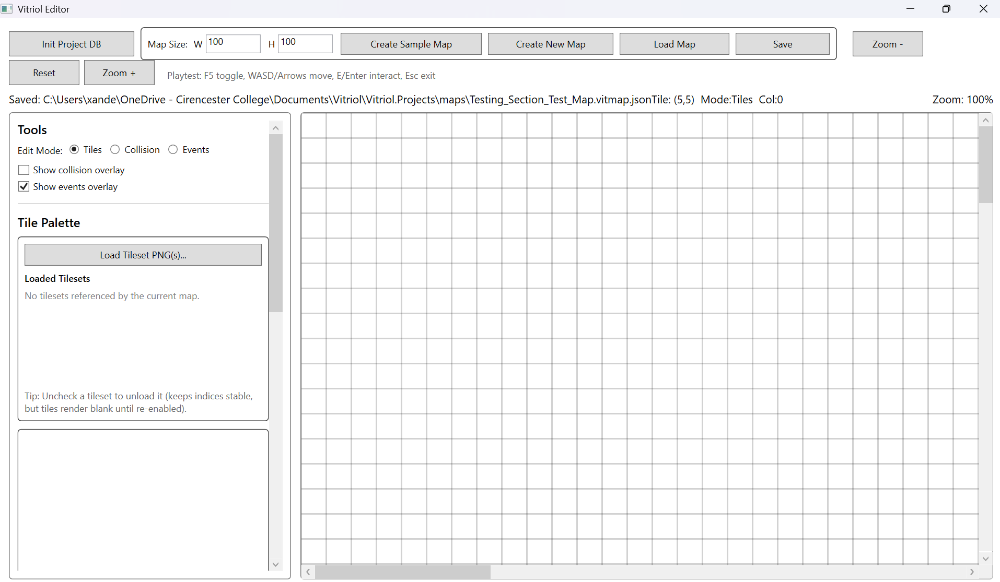 Vitriol Editor
Init Project DB
Map Size: W 100 H 100 Create Sample Map Create New Map Load Map Save
Zoom -
Reset Zoom + Playtest: F5 toggle, WASD/Arrows move, E/Enter interact, Esc exit
Saved: C:\Users\xande\OneDrive - Cirencester College\Documents\Vitriol\Vitriol.Projects\maps\Testing_Section_Test_Map.vitmap.jsonTile: (5,5) Mode:Tiles Col:0 Zoom: 100%
Tools
Edit Mode: Tiles Collision Events
Show collision overlay
Show events overlay
Tile Palette
Load Tileset PNG(s)...
Loaded Tilesets
No tilesets referenced by the current map.
Tip: Uncheck a tileset to unload it (keeps indices stable,
but tiles render blank until re-enabled).